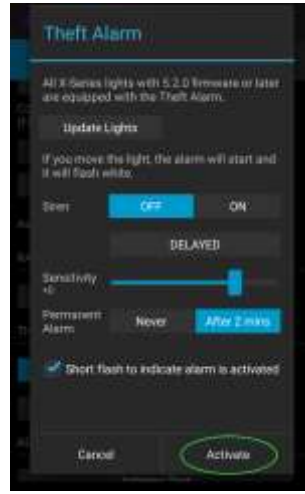 Theft Alarm
All X-Series lights with 5.2.0 firmware or later
are equipped with the Theft Alarm.
Update Lights
If you move the light, the alarm will start and
it will flash white.
Siren OFF ON
DELAYED
Sensitivity
Permanent
Alarm Never After 2 mins
Short flash to indicate alarm is activated
Cancel Activate